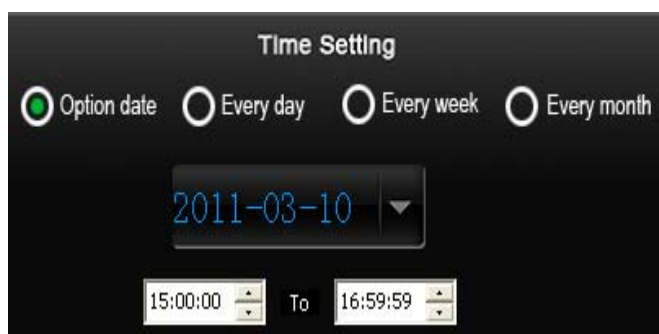 Time Setting
Option date Every day Every week Every month
2011-03-10
15:00:00 To 16:59:59